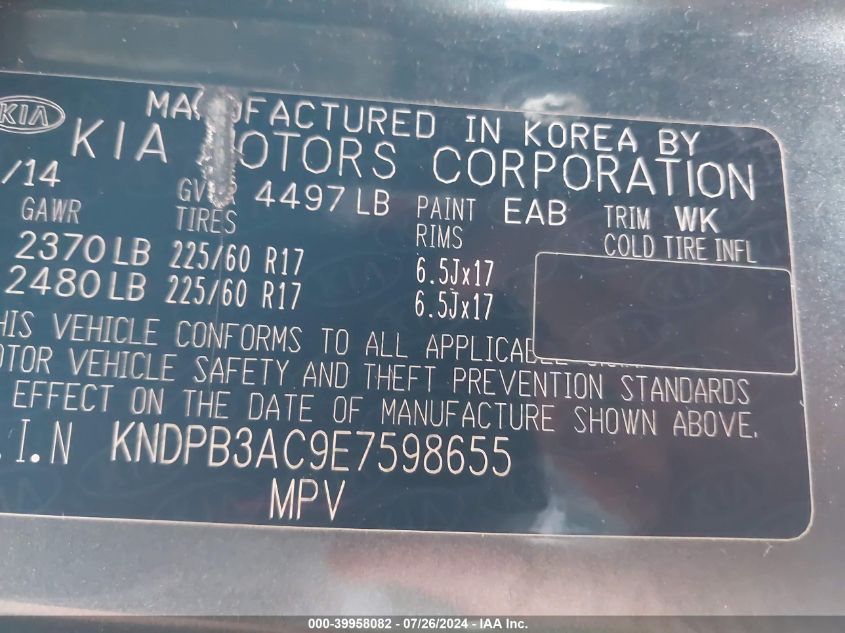 KIA
MANUFACTURED IN KOREA BY
KIA MOTORS CORPORATION
/14 GVWR 4497 LB PAINT EAB TRIM WK
GAWR TIRES RIMS COLD TIRE INFL
2370 LB 225/60 R17 6.5Jx17
2480 LB 225/60 R17 6.5Jx17
HIS VEHICLE CONFORMS TO ALL APPLICAB
OTOR VEHICLE SAFETY AND THEFT PREVENTION STANDARDS
EFFECT ON THE DATE OF MANUFACTURE SHOWN ABOVE.
.I.N KNDPB3AC9E7598655
MPV
000-39958082 - 07/26/2024 - IAA Inc.